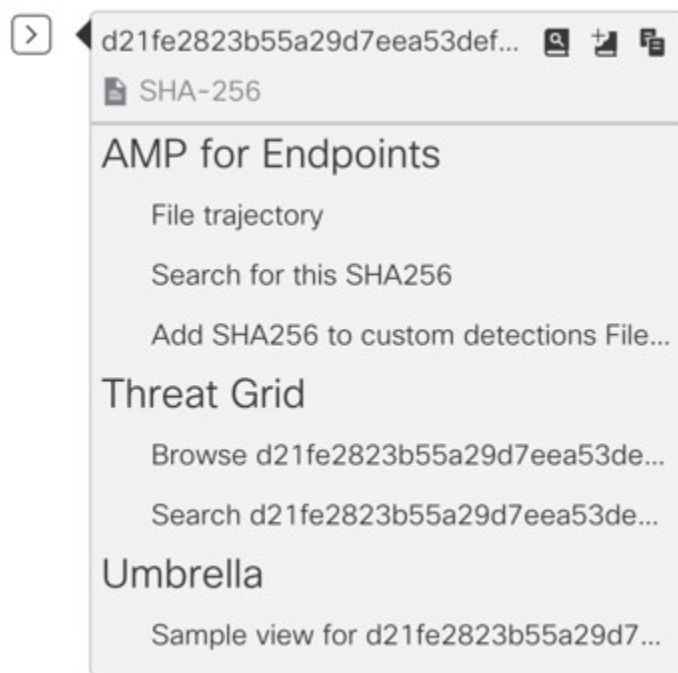 d21fe2823b55a29d7eea53def...
SHA-256
AMP for Endpoints
File trajectory
Search for this SHA256
Add SHA256 to custom detections File...
Threat Grid
Browse d21fe2823b55a29d7eea53de...
Search d21fe2823b55a29d7eea53de...
Umbrella
Sample view for d21fe2823b55a29d7...